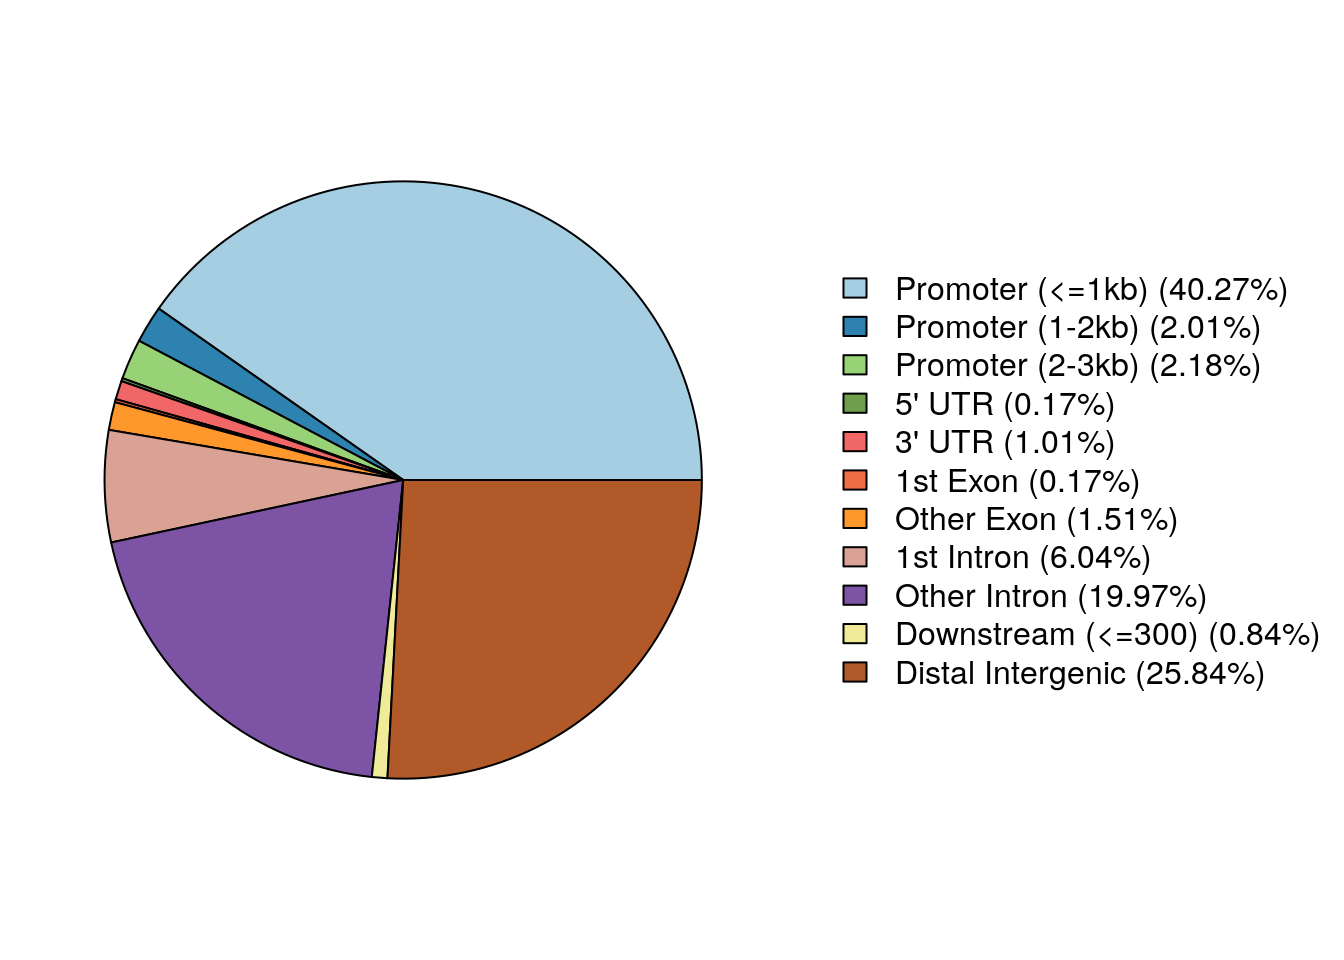 Promoter (<=1kb) (40.27%)
Promoter (1-2kb) (2.01%)
Promoter (2-3kb) (2.18%)
5' UTR (0.17%)
3' UTR (1.01%)
1st Exon (0.17%)
Other Exon (1.51%)
1st Intron (6.04%)
Other Intron (19.97%)
Downstream (<=300) (0.84%)
Distal Intergenic (25.84%)